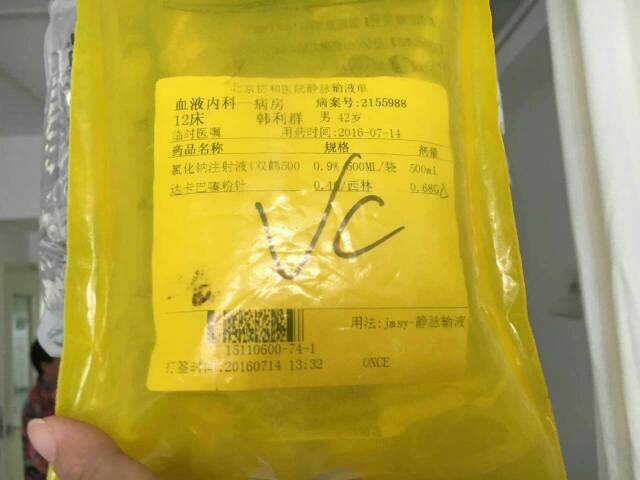 北京协和医院静脉输液单
血液内科一病房 病案号:2155988
12床 韩利群 男 42岁
临时医嘱 用药时间:2016-07-14
药品名称 规格 剂量
氯化钠注射液(双鹤500 0.9% 500ML/袋 500ml
达卡巴嗪粉针 /西林 0.68G
VC
用法:jmsy-静脉输液
15110600-74-1
打签时间:20160714 13:32 ONCE